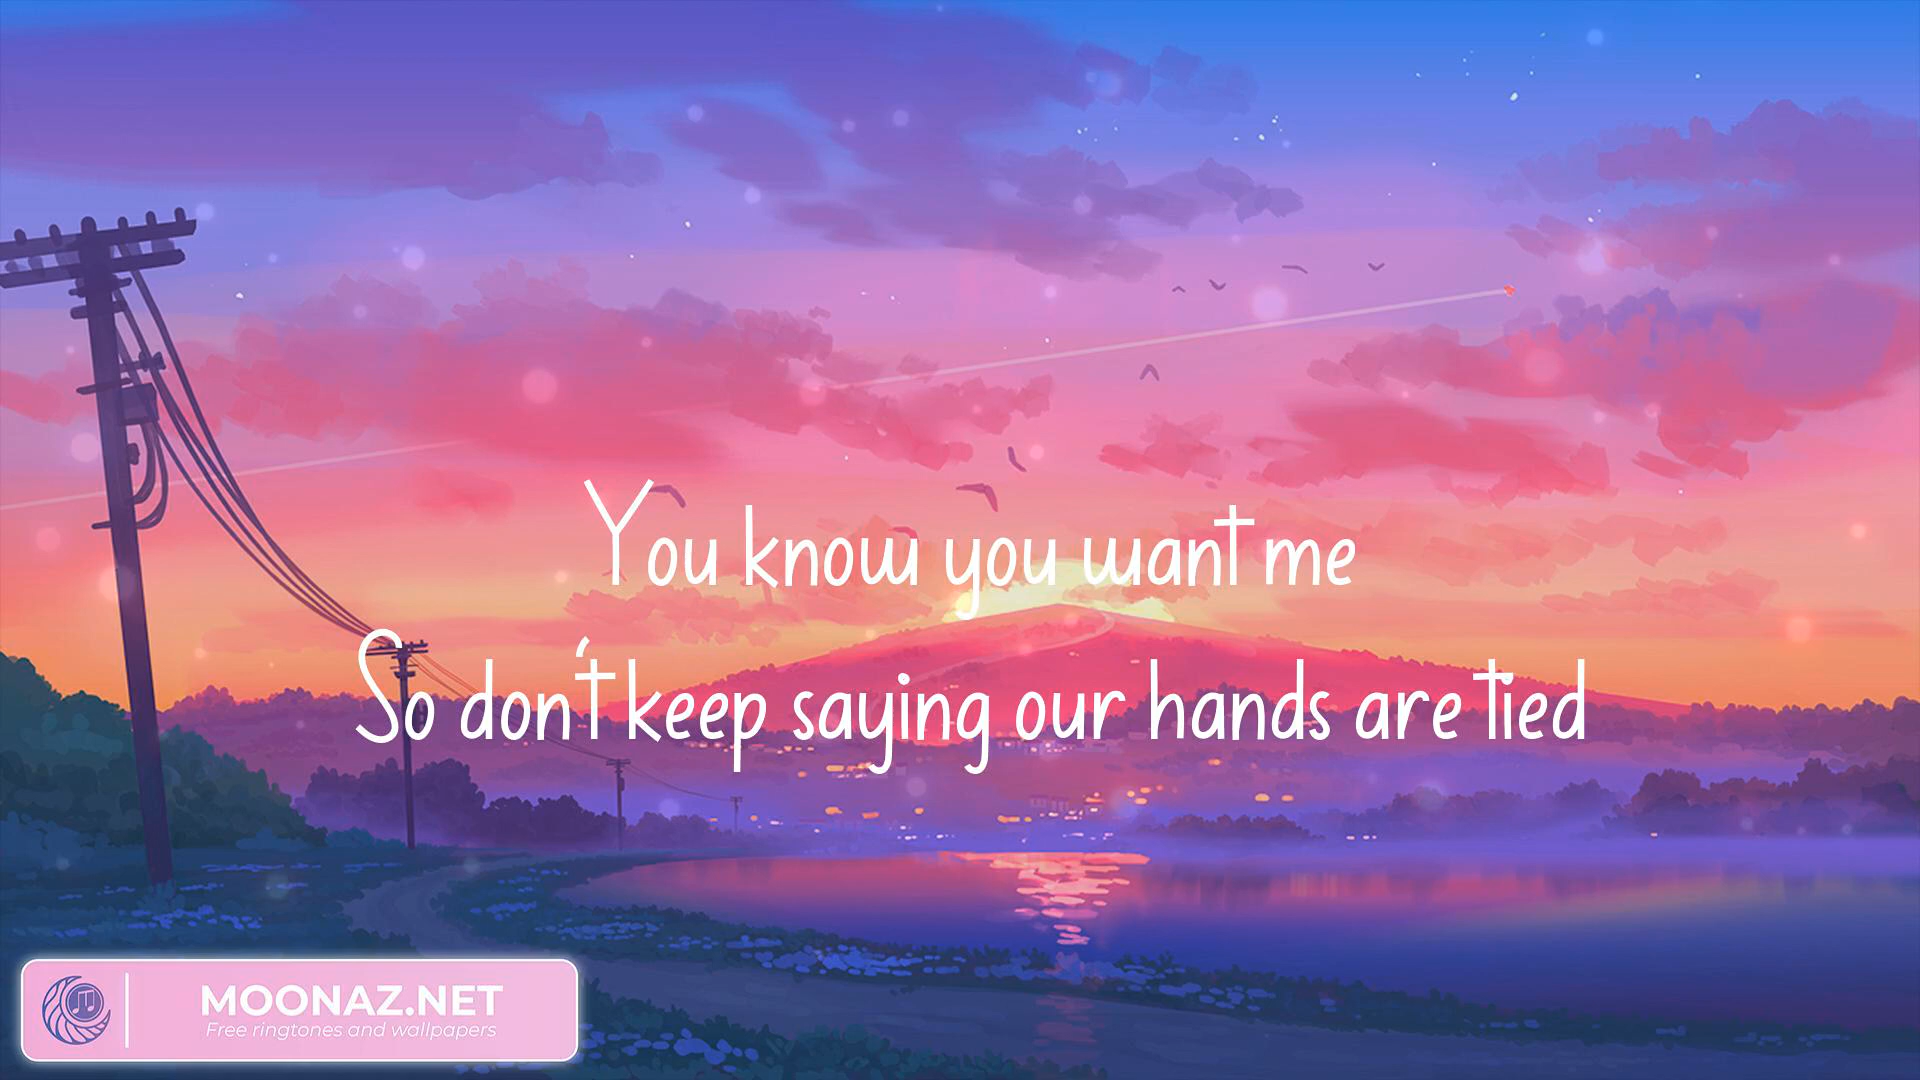 You know you want me
So don't keep saying our hands are tied
MOONAZ.NET
Free ringtones and wallpapers